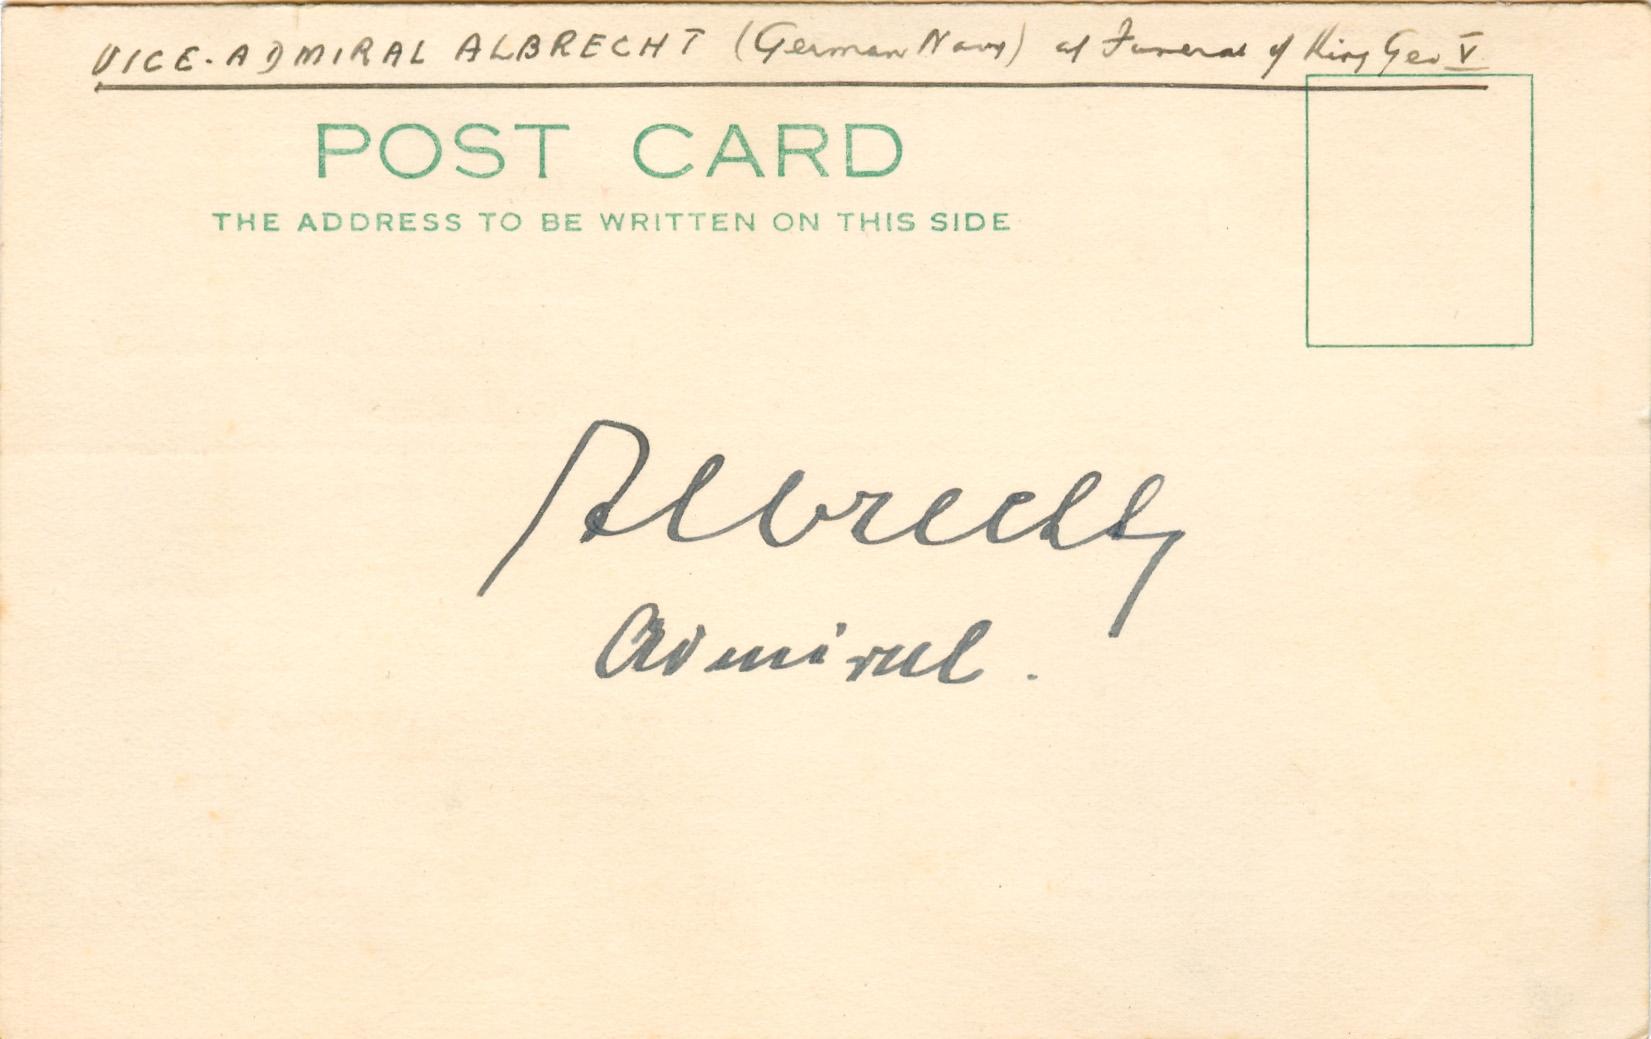 VICE-ADMIRAL ALBRECHT (German Navy) at Funeral of King Geo V
POST CARD
THE ADDRESS TO BE WRITTEN ON THIS SIDE
Albrecht
Admiral.